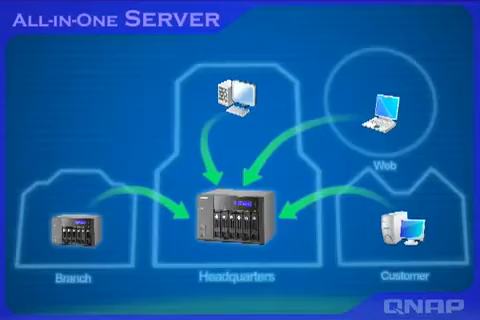 ALL-IN-ONE SERVER
Web
Branch
Headquarters
Customer
QNAP